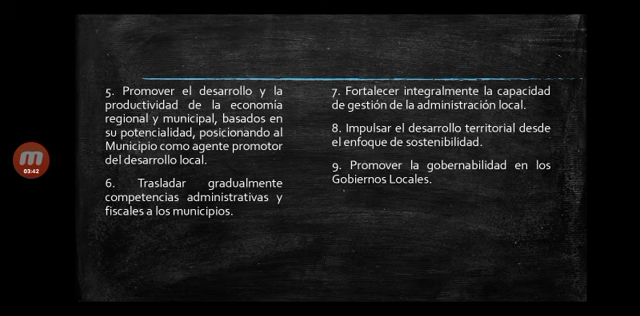 5. Promover el desarrollo y la
productividad de la economía
regional y municipal, basados en
su potencialidad, posicionando al
Municipio como agente promotor
del desarrollo local.
6. Trasladar gradualmente
competencias administrativas y
fiscales a los municipios.
7. Fortalecer integralmente la capacidad
de gestión de la administración local.
8. Impulsar el desarrollo territorial desde
el enfoque de sostenibilidad.
9. Promover la gobernabilidad en los
Gobiernos Locales.
m
03:42